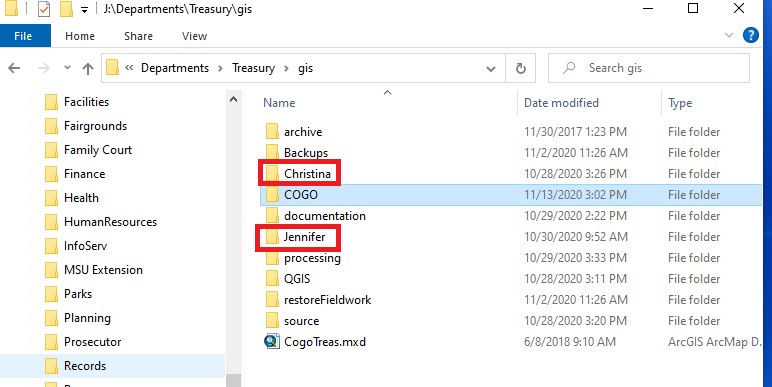 J:\Departments\Treasury\gis
File Home Share View
Departments Treasury gis Search gis
Name Date modified Type
Facilities
Fairgrounds
Family Court
Finance
Health
HumanResources
InfoServ
MSU Extension
Parks
Planning
Prosecutor
Records
archive 11/30/2017 1:23 PM File folder
Backups 11/2/2020 11:26 AM File folder
Christina 10/28/2020 3:26 PM File folder
COGO 11/13/2020 3:02 PM File folder
documentation 10/29/2020 2:22 PM File folder
Jennifer 10/30/2020 9:52 AM File folder
processing 10/29/2020 3:33 PM File folder
QGIS 10/28/2020 3:11 PM File folder
restoreFieldwork 11/2/2020 11:26 AM File folder
source 10/28/2020 3:20 PM File folder
CogoTreas.mxd 6/8/2018 9:10 AM ArcGIS ArcMap D.